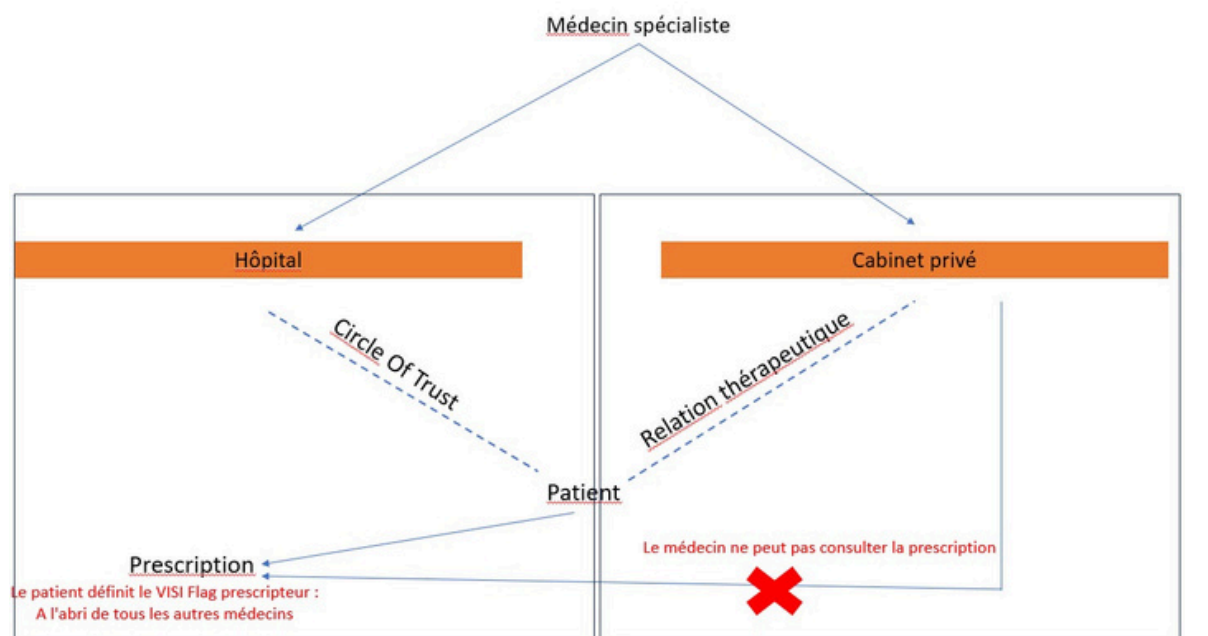 Médecin spécialiste
Hôpital
Cabinet privé
Circle Of Trust
Relation thérapeutique
Patient
Le médecin ne peut pas consulter la prescription
Prescription
Le patient définit le VISI Flag prescripteur :
A l'abri de tous les autres médecins